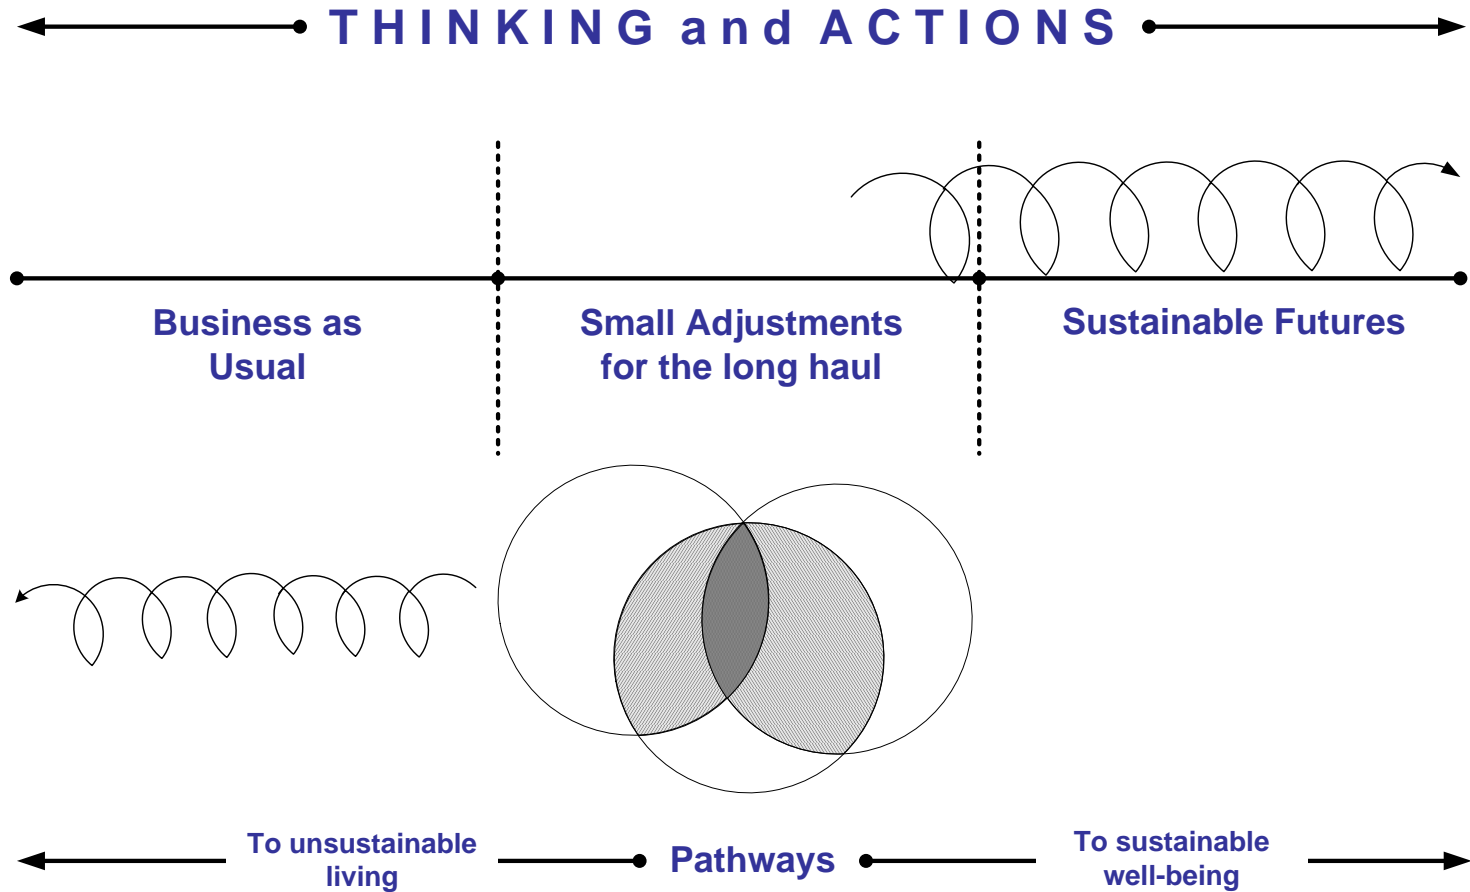 THINKING and ACTIONS
Business as
Usual
Small Adjustments
for the long haul
Sustainable Futures
To unsustainable
living
Pathways
To sustainable
well-being